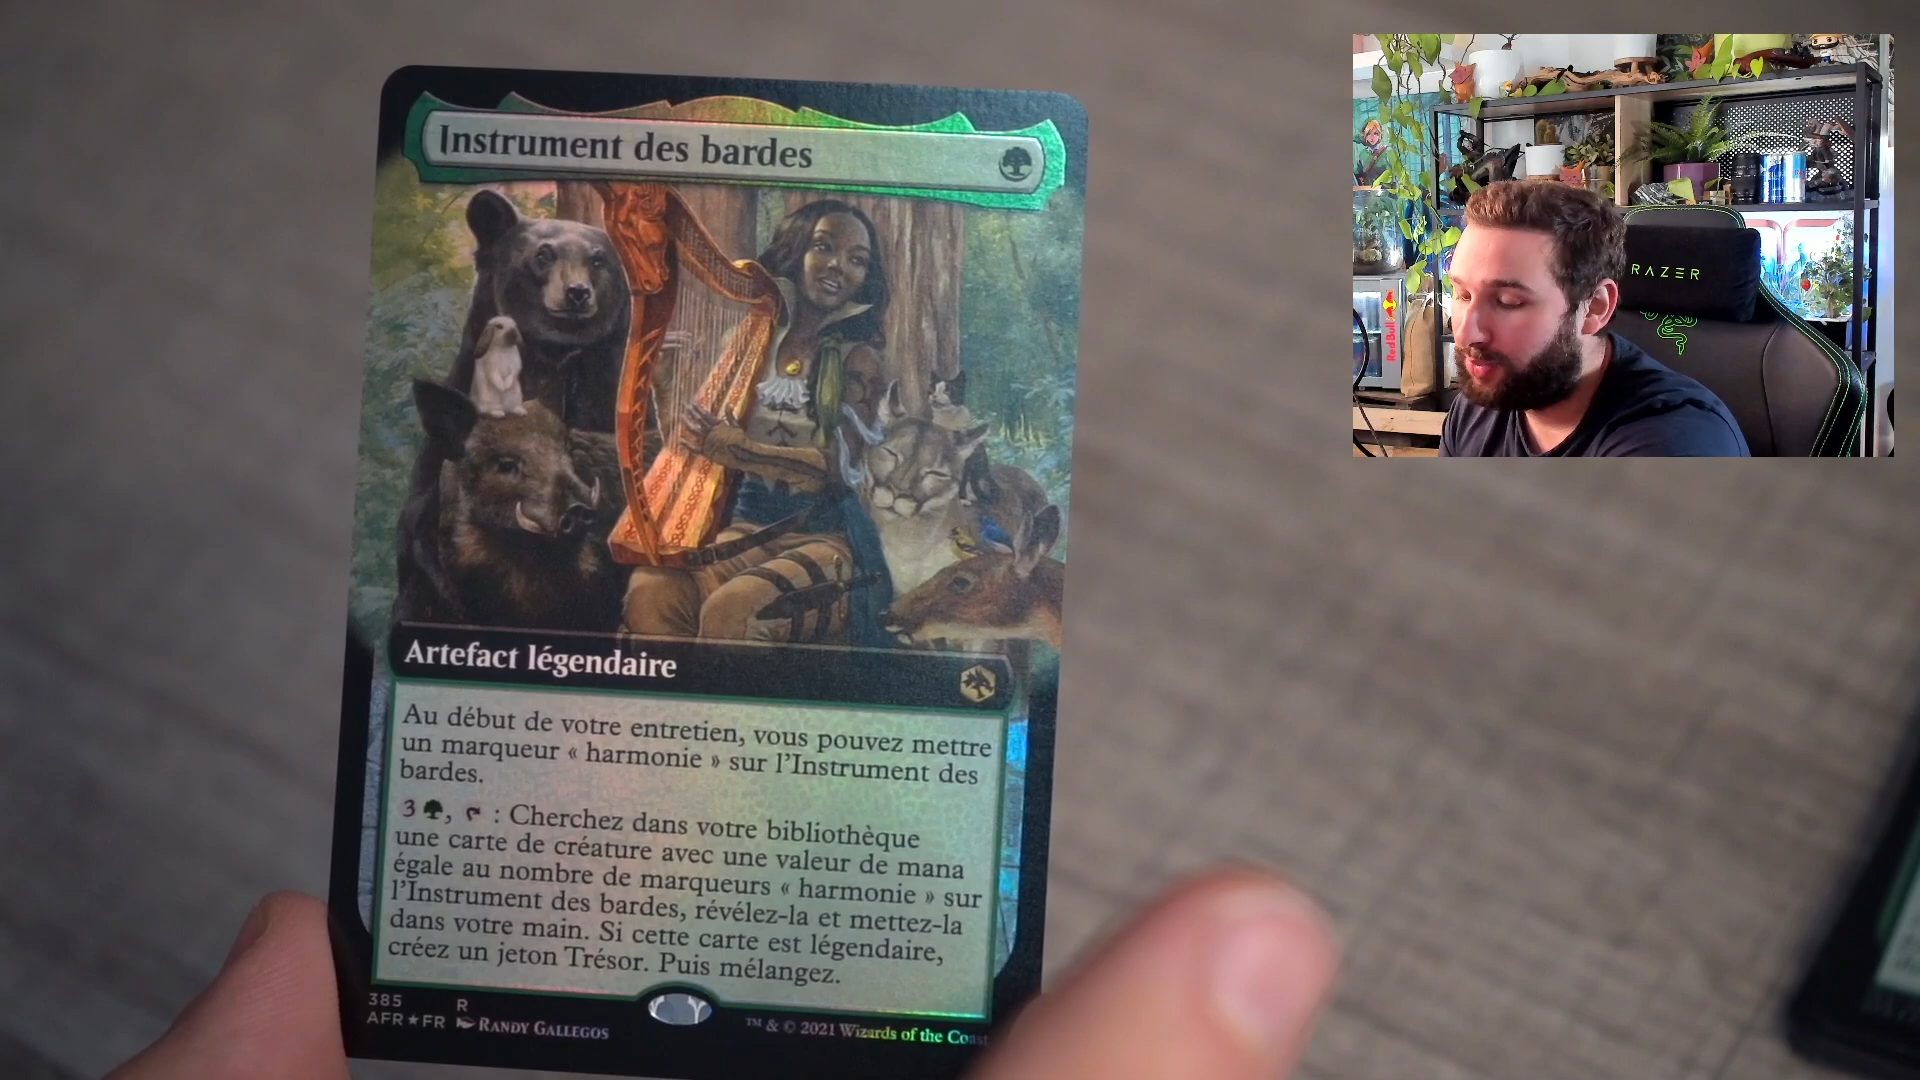 Instrument des bardes
Artefact légendaire
Au début de votre entretien, vous pouvez mettre
un marqueur « harmonie » sur l'Instrument des
bardes.
3 , : Cherchez dans votre bibliothèque
une carte de créature avec une valeur de mana
égale au nombre de marqueurs « harmonie » sur
l'Instrument des bardes, révélez-la et mettez-la
dans votre main. Si cette carte est légendaire,
créez un jeton Trésor. Puis mélangez.
385 R
AFR★FR RANDY GALLEGOS
™ & © 2021 Wizards of the Coast
RAZER
Red Bull